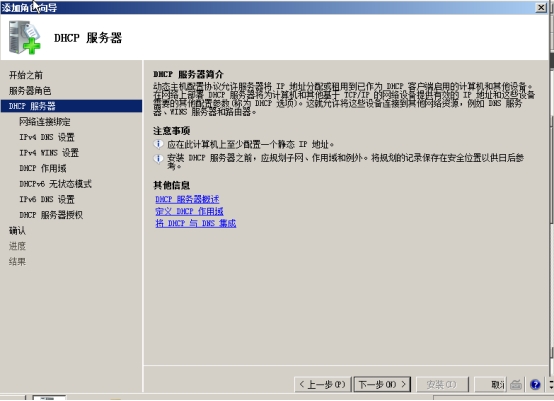 添加角色向导
DHCP 服务器
开始之前
服务器角色
DHCP 服务器
网络连接绑定
IPv4 DNS 设置
IPv4 WINS 设置
DHCP 作用域
DHCPv6 无状态模式
IPv6 DNS 设置
DHCP 服务器授权
确认
进度
结果
DHCP 服务器简介
动态主机配置协议允许服务器将 IP 地址分配或租用到已作为 DHCP 客户端启用的计算机和其他设备。
在网络上部署 DHCP 服务器将为计算机和其他基于 TCP/IP 的网络设备提供有效的 IP 地址和这些设备
需要的其他配置参数(称为 DHCP 选项)。这就允许将这些设备连接到其他网络资源，例如 DNS 服务
器、WINS 服务器和路由器。
注意事项
应在此计算机上至少配置一个静态 IP 地址。
安装 DHCP 服务器之前，应规划子网、作用域和例外。将规划的记录保存在安全位置以供日后参
考。
其他信息
DHCP 服务器概述
定义 DHCP 作用域
将 DHCP 与 DNS 集成
< 上一步(P) 下一步(N) > 安装(I) 取消